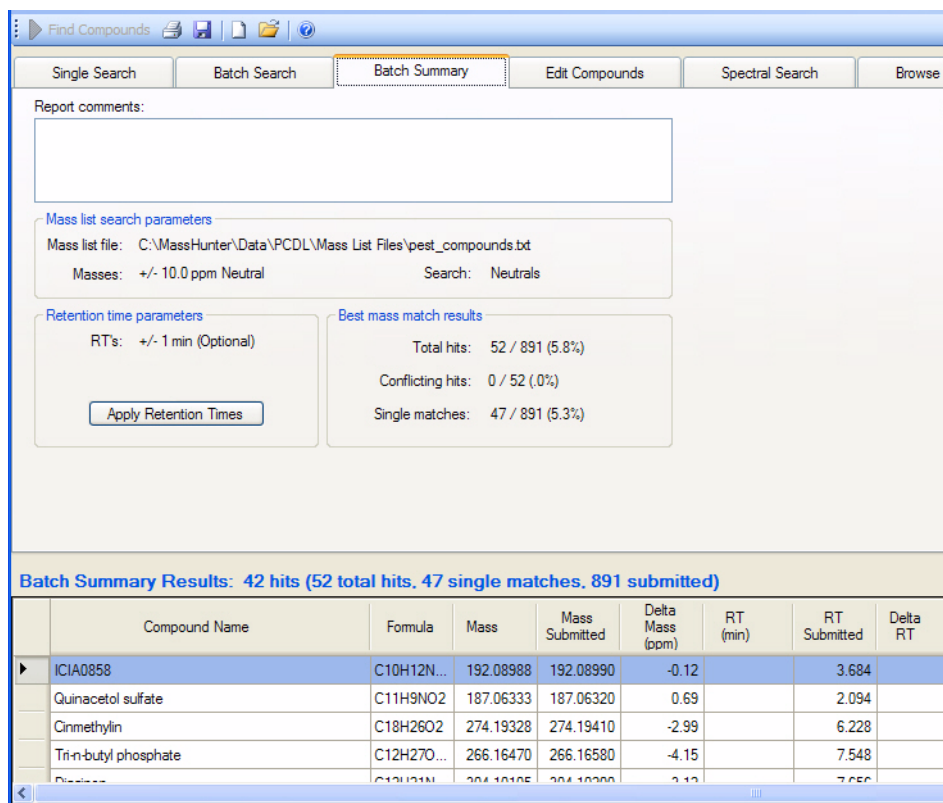 Find Compounds
Single Search Batch Search Batch Summary Edit Compounds Spectral Search Browse
Report comments:
Mass list search parameters
Mass list file: C:\MassHunter\Data\PCDL\Mass List Files\pest_compounds.txt
Masses: +/- 10.0 ppm Neutral Search: Neutrals
Retention time parameters
RT's: +/- 1 min (Optional)
Apply Retention Times
Best mass match results
Total hits: 52 / 891 (5.8%)
Conflicting hits: 0 / 52 (.0%)
Single matches: 47 / 891 (5.3%)
Batch Summary Results: 42 hits (52 total hits, 47 single matches, 891 submitted)
Compound Name Formula Mass Mass Submitted Delta Mass (ppm) RT (min) RT Submitted Delta RT
ICIA0858 C10H12N... 192.08988 192.08990 -0.12 3.684
Quinacetol sulfate C11H9NO2 187.06333 187.06320 0.69 2.094
Cinmethylin C18H26O2 274.19328 274.19410 -2.99 6.228
Tri-n-butyl phosphate C12H27O... 266.16470 266.16580 -4.15 7.548